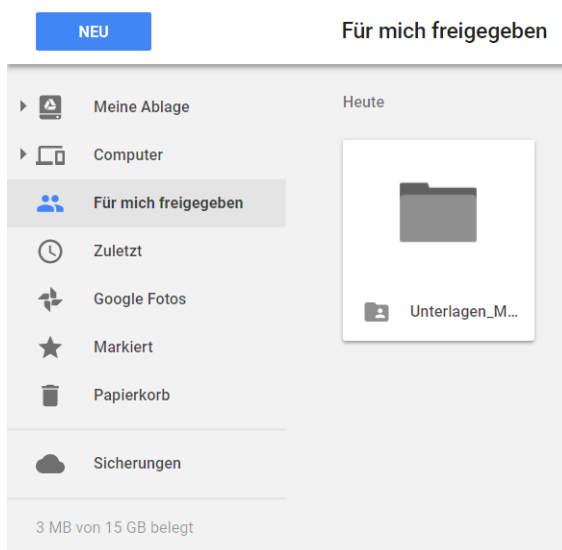 NEU
Für mich freigegeben
Meine Ablage
Computer
Für mich freigegeben
Zuletzt
Google Fotos
Markiert
Papierkorb
Sicherungen
3 MB von 15 GB belegt
Heute
Unterlagen_M...